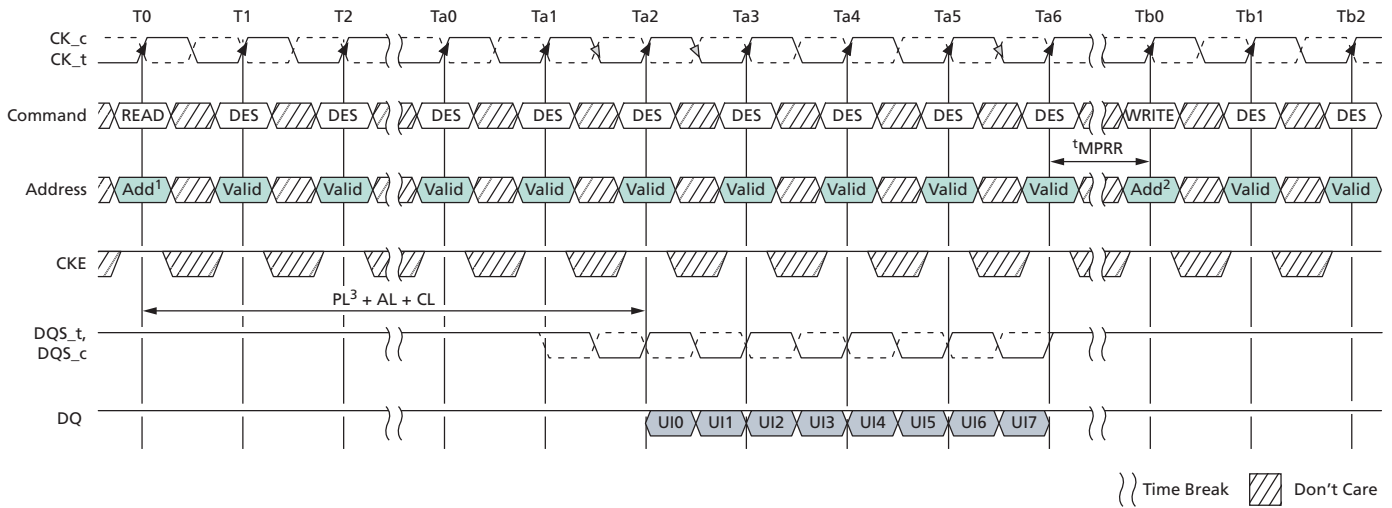 T0 T1 T2 Ta0 Ta1 Ta2 Ta3 Ta4 Ta5 Ta6 Tb0 Tb1 Tb2
CK_c
CK_t
Command READ DES DES DES DES DES DES DES DES DES WRITE DES DES
tMPRR
Address Add1 Valid Valid Valid Valid Valid Valid Valid Valid Valid Add2 Valid Valid
CKE
PL3 + AL + CL
DQS_t,
DQS_c
DQ UI0 UI1 UI2 UI3 UI4 UI5 UI6 UI7
Time Break Don't Care